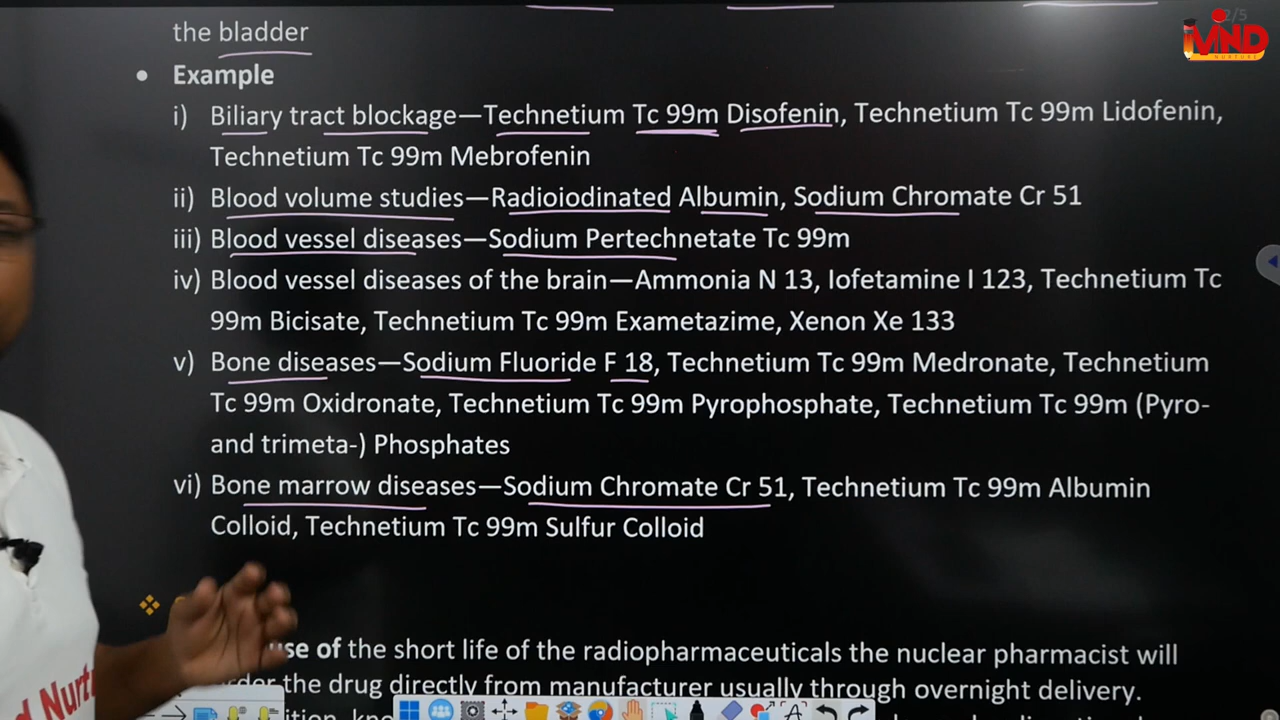 2/5
MND
NURTURE
the bladder
• Example
i) Biliary tract blockage—Technetium Tc 99m Disofenin, Technetium Tc 99m Lidofenin,
Technetium Tc 99m Mebrofenin
ii) Blood volume studies—Radioiodinated Albumin, Sodium Chromate Cr 51
iii) Blood vessel diseases—Sodium Pertechnetate Tc 99m
iv) Blood vessel diseases of the brain—Ammonia N 13, Iofetamine I 123, Technetium Tc
99m Bicisate, Technetium Tc 99m Exametazime, Xenon Xe 133
v) Bone diseases—Sodium Fluoride F 18, Technetium Tc 99m Medronate, Technetium
Tc 99m Oxidronate, Technetium Tc 99m Pyrophosphate, Technetium Tc 99m (Pyro-
and trimeta-) Phosphates
vi) Bone marrow diseases—Sodium Chromate Cr 51, Technetium Tc 99m Albumin
Colloid, Technetium Tc 99m Sulfur Colloid
of the short life of the radiopharmaceuticals the nuclear pharmacist will
the drug directly from manufacturer usually through overnight delivery.